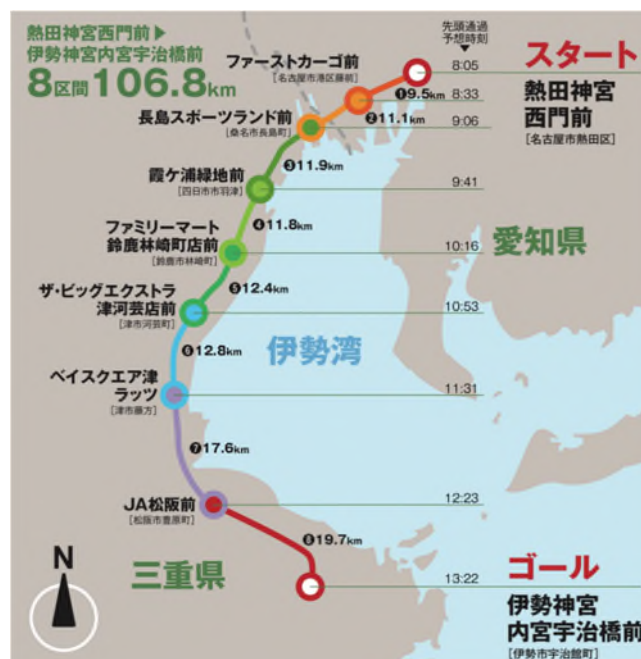 熱田神宮西門前▶
伊勢神宮内宮宇治橋前
8区間106.8km
先頭通過
予想時刻
▼
スタート
熱田神宮
西門前
[名古屋市熱田区]
8:05
❶9.5km
ファーストカーゴ前
[名古屋市港区藤前]
8:33
❷11.1km
長島スポーツランド前
[桑名市長島町]
9:06
❸11.9km
霞ケ浦緑地前
[四日市市羽津]
9:41
❹11.8km
ファミリーマート
鈴鹿林崎町店前
[鈴鹿市林崎町]
10:16
愛知県
❺12.4km
ザ・ビッグエクストラ
津河芸店前
[津市河芸町]
10:53
伊勢湾
❻12.8km
ベイスクエア津
ラッツ
[津市藤方]
11:31
❼17.6km
JA松阪前
[松阪市豊原町]
12:23
❽19.7km
N
三重県
13:22
ゴール
伊勢神宮
内宮宇治橋前
[伊勢市宇治館町]